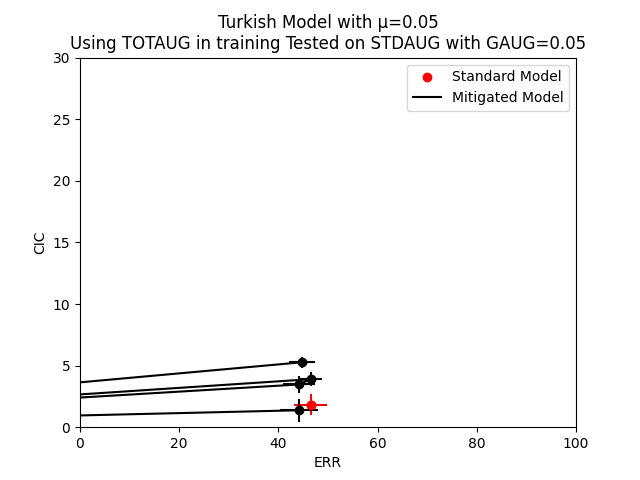 Turkish Model with μ=0.05
Using TOTAUG in training Tested on STDAUG with GAUG=0.05
Standard Model
Mitigated Model
30
25
20
15
10
5
0
CIC
0 20 40 60 80 100
ERR